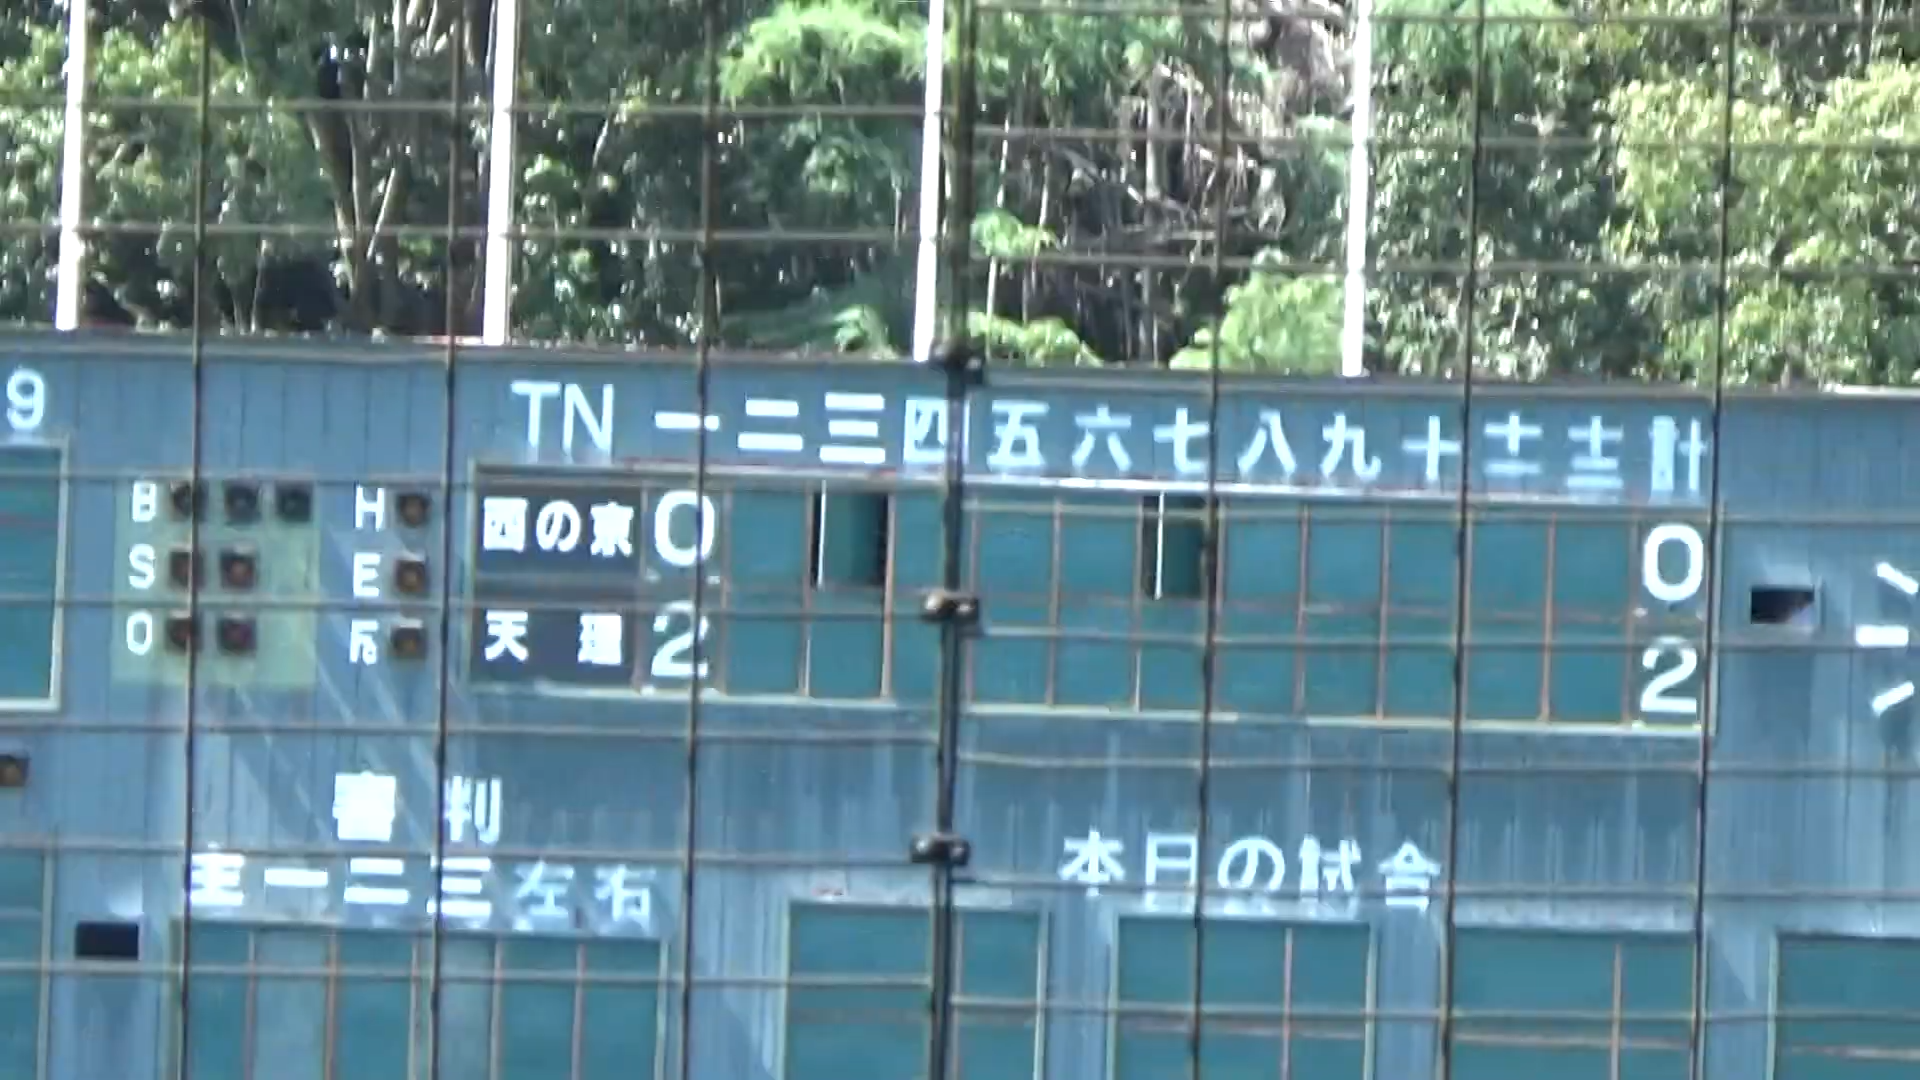 9
TN 一 二 三 四 五 六 七 八 九 十 十一 十二 計
B H 西の京 0 0
S E
O Fc 天理 2 2
審判
主 一 二 三 左 右
本日の試合